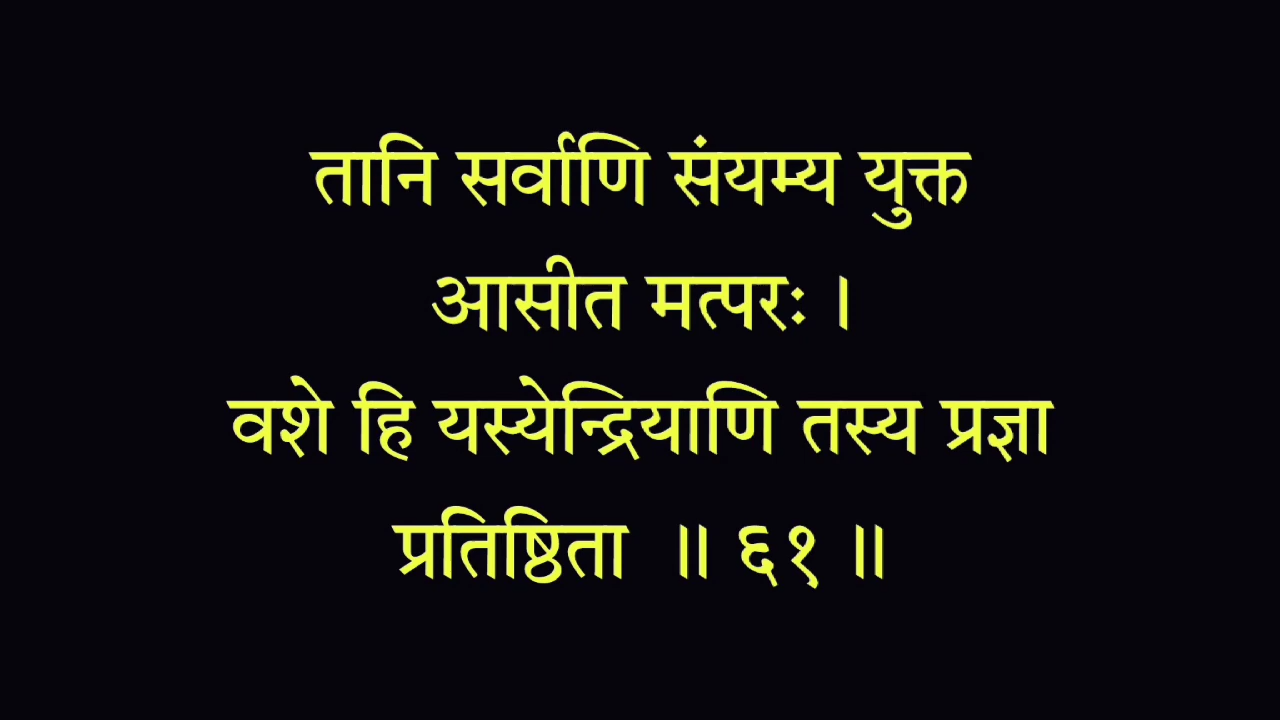 तानि सर्वाणि संयम्य युक्त
आसीत मत्परः ।
वशे हि यस्येन्द्रियाणि तस्य प्रज्ञा
प्रतिष्ठिता ॥ ६१ ॥